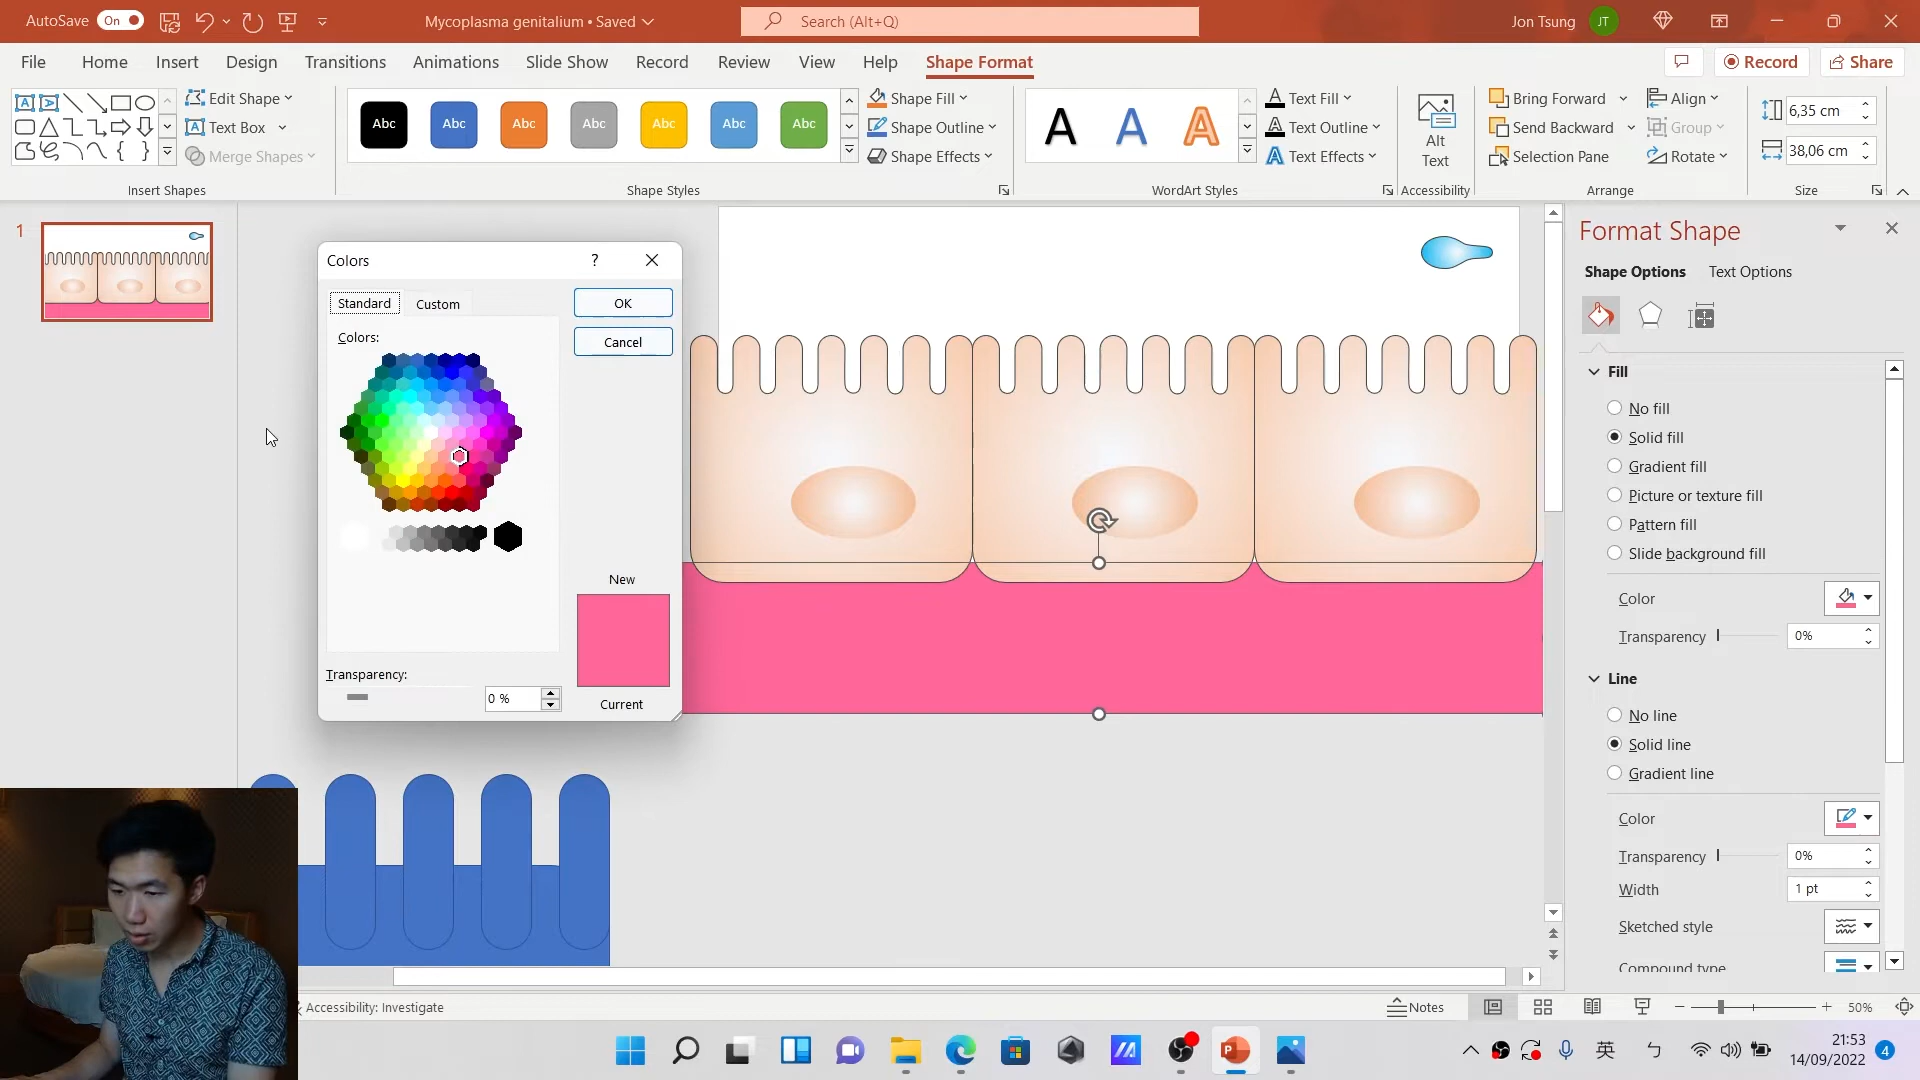 AutoSave On Mycoplasma genitalium • Saved Search (Alt+Q) Jon Tsung JT
File Home Insert Design Transitions Animations Slide Show Record Review View Help Shape Format Record Share
Edit Shape
Text Box
Merge Shapes
Insert Shapes
Abc Abc Abc Abc Abc Abc Abc
Shape Fill
Shape Outline
Shape Effects
Shape Styles
A A A
Text Fill
Text Outline
Text Effects
WordArt Styles
Alt
Text
Accessibility
Bring Forward
Send Backward
Selection Pane
Align
Group
Rotate
Arrange
6,35 cm
38,06 cm
Size
1
Colors ?
Standard Custom OK
Cancel
Colors:
New
Current
Transparency:
0 %
Format Shape
Shape Options Text Options
Fill
No fill
Solid fill
Gradient fill
Picture or texture fill
Pattern fill
Slide background fill
Color
Transparency 0%
Line
No line
Solid line
Gradient line
Color
Transparency 0%
Width 1 pt
Sketched style
Compound type
Accessibility: Investigate Notes 50%
英 ㄅ 21:53
14/09/2022 4